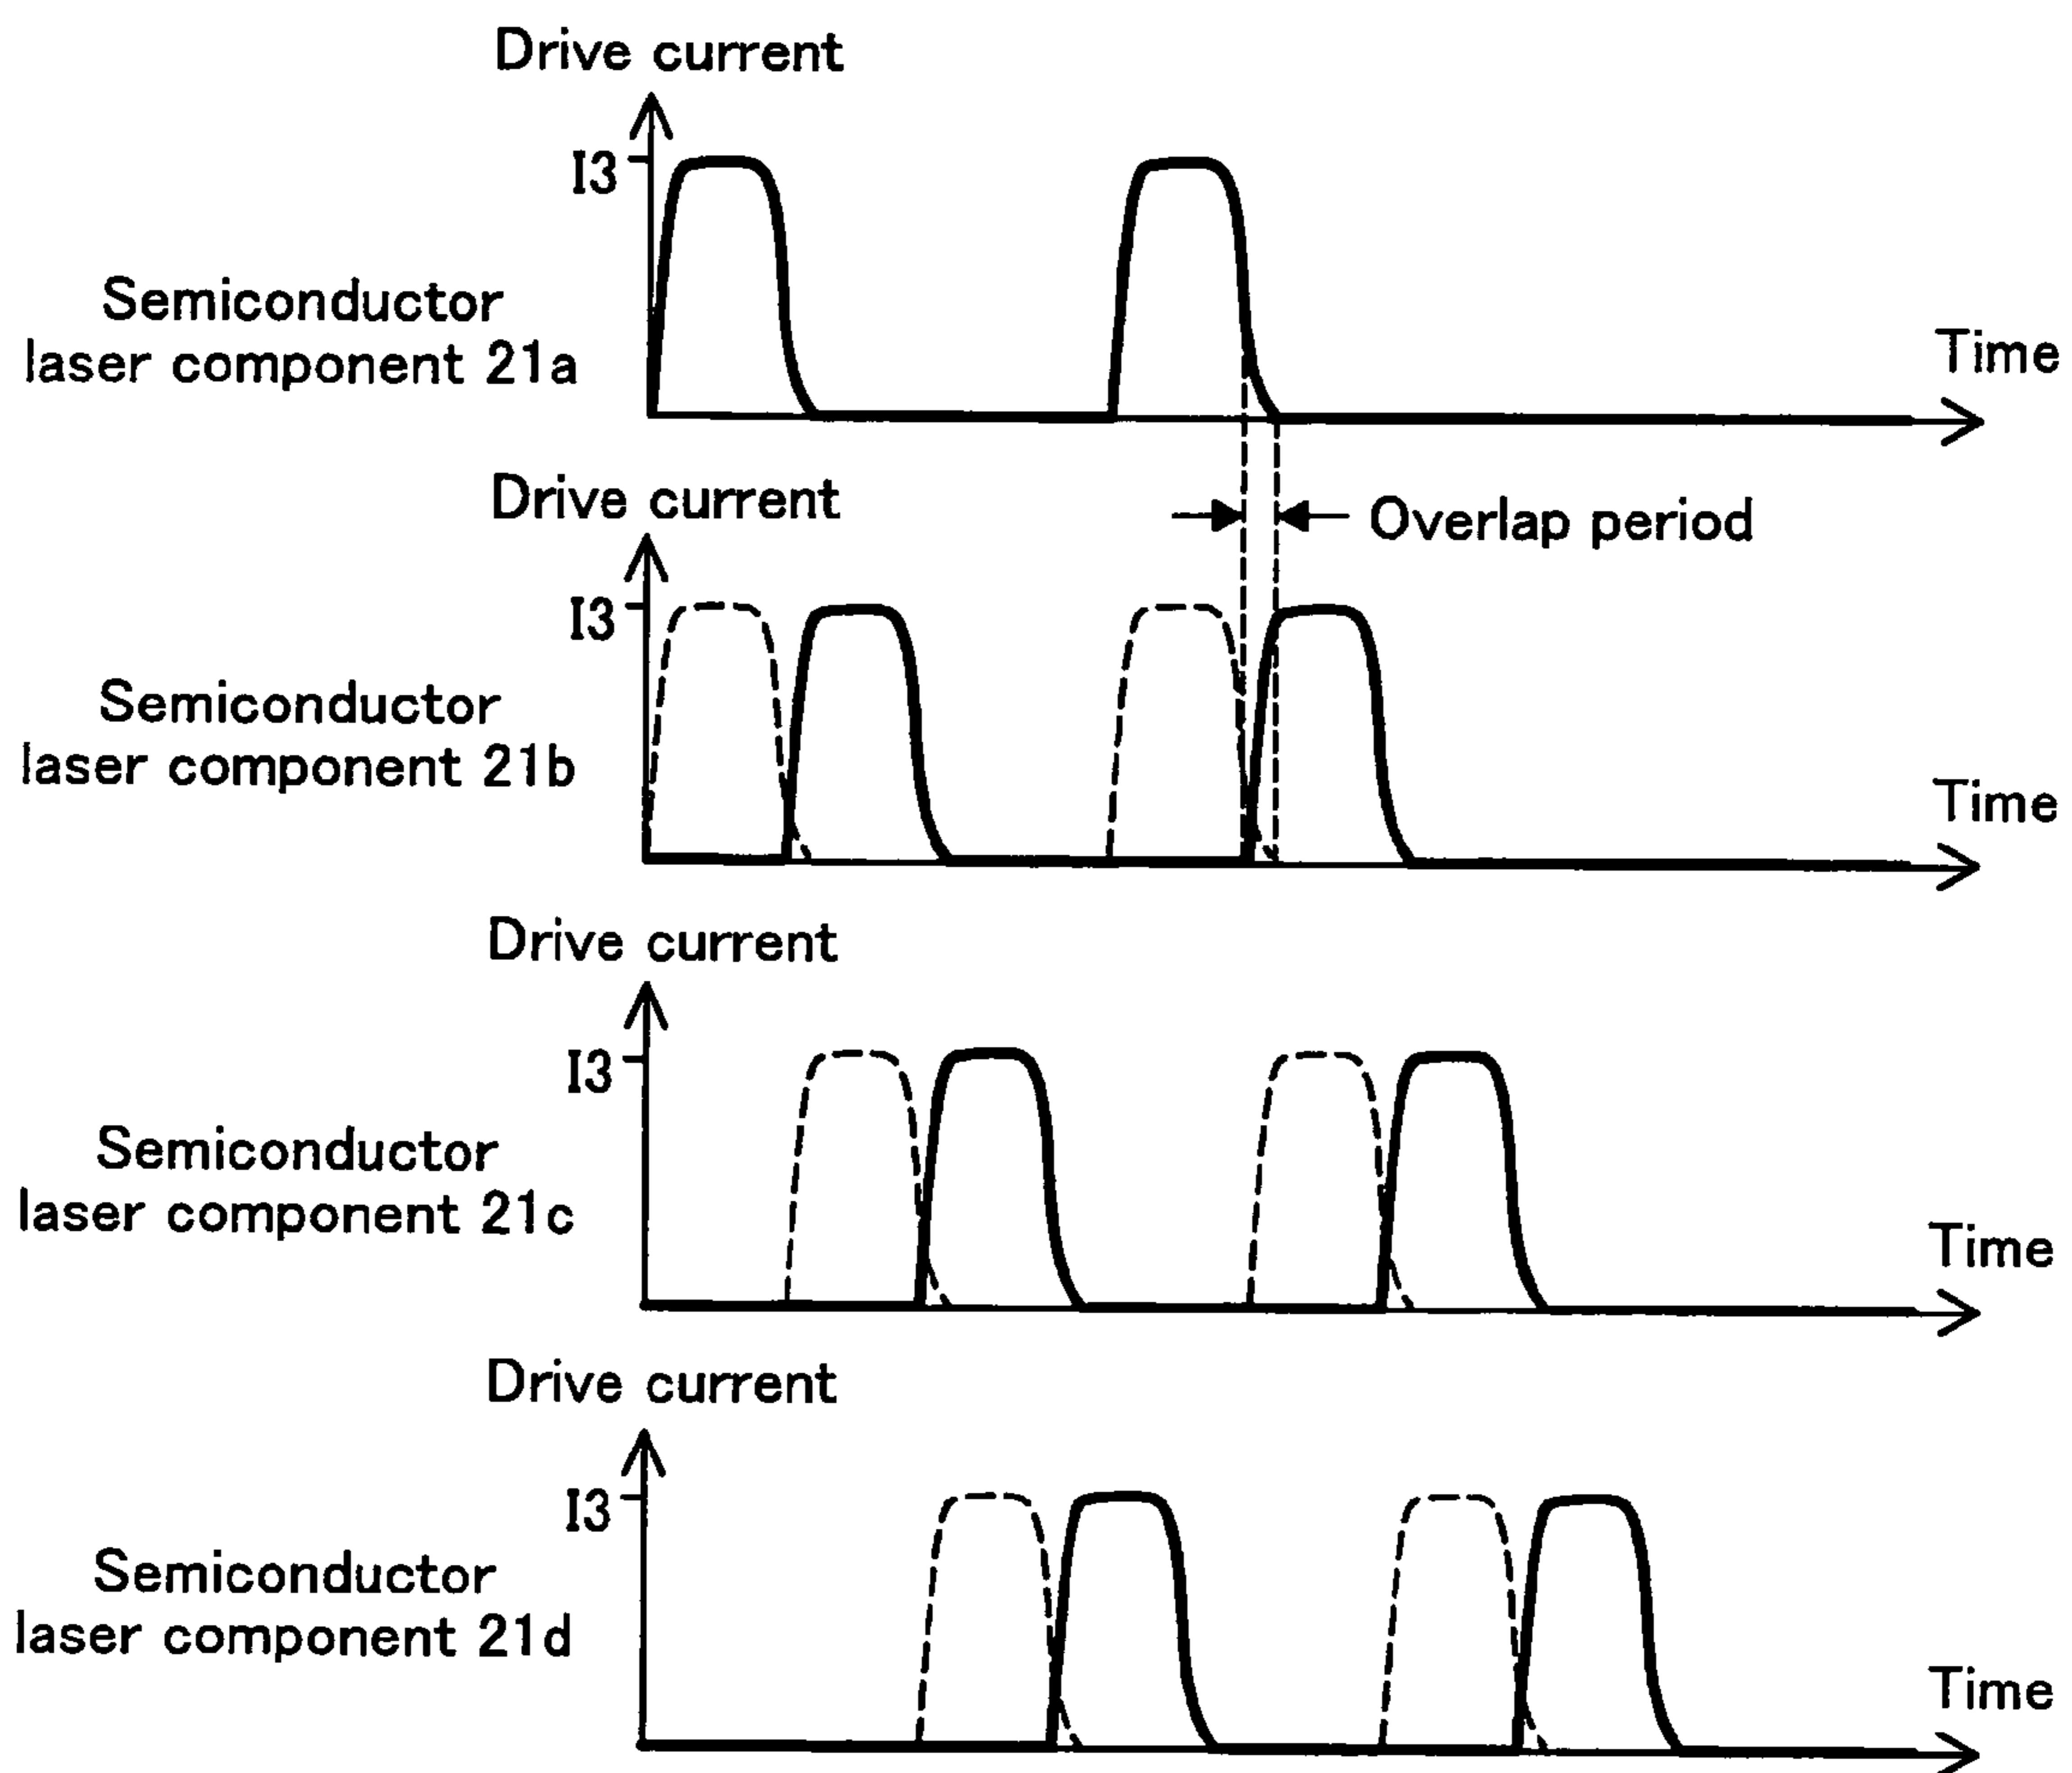 Drive current
I3
Semiconductor
laser component 21a
Time
Drive current
Overlap period
I3
Semiconductor
laser component 21b
Time
Drive current
I3
Semiconductor
laser component 21c
Time
Drive current
I3
Semiconductor
laser component 21d
Time